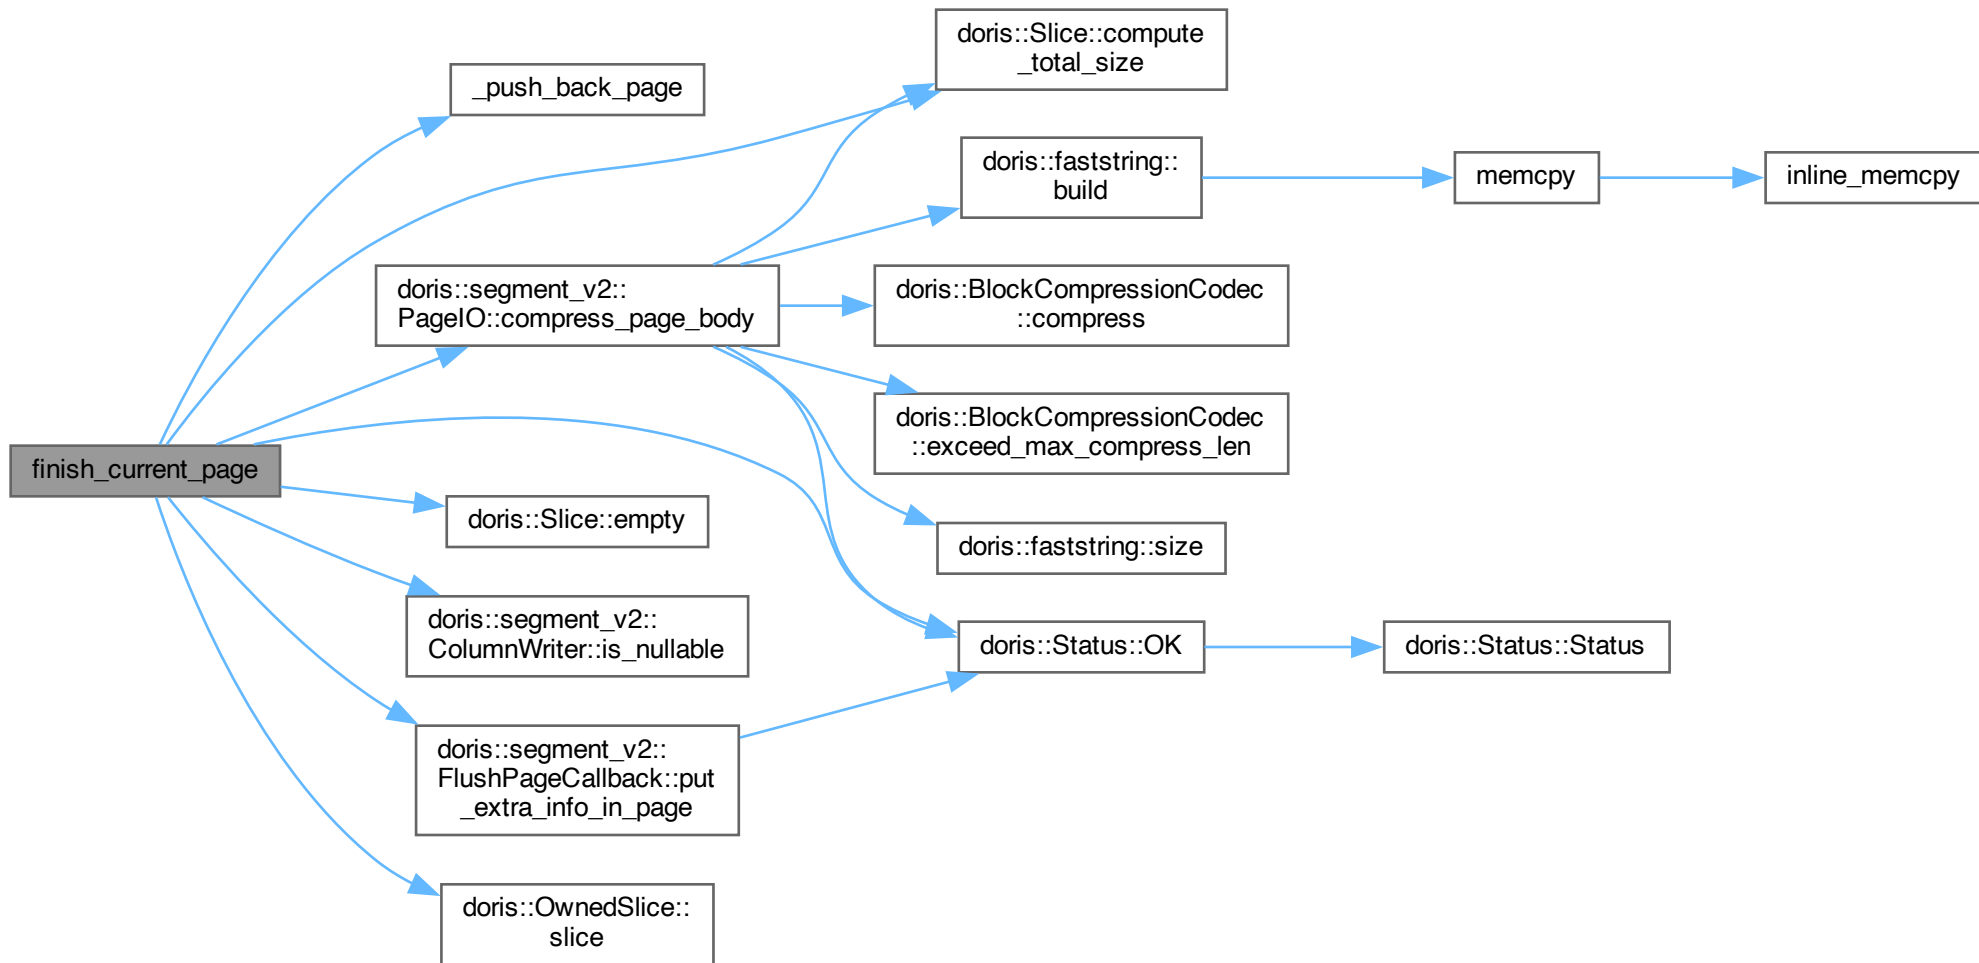 doris::Slice::compute
_total_size
_push_back_page
doris::faststring::
build
memcpy
inline_memcpy
doris::segment_v2::
PageIO::compress_page_body
doris::BlockCompressionCodec
::compress
doris::BlockCompressionCodec
::exceed_max_compress_len
finish_current_page
doris::Slice::empty
doris::faststring::size
doris::segment_v2::
ColumnWriter::is_nullable
doris::Status::OK
doris::Status::Status
doris::segment_v2::
FlushPageCallback::put
_extra_info_in_page
doris::OwnedSlice::
slice